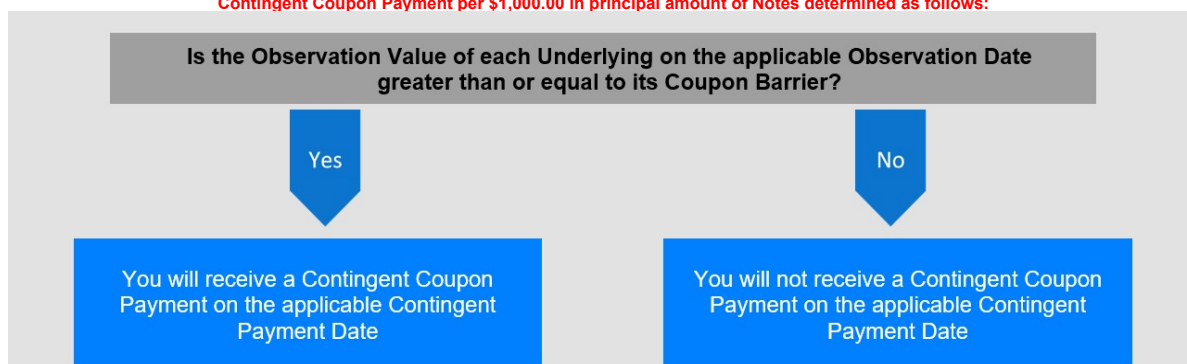 Contingent Coupon Payment per $1,000.00 in principal amount of Notes determined as follows:
Is the Observation Value of each Underlying on the applicable Observation Date
greater than or equal to its Coupon Barrier?
Yes
No
You will receive a Contingent Coupon
Payment on the applicable Contingent
Payment Date
You will not receive a Contingent Coupon
Payment on the applicable Contingent
Payment Date